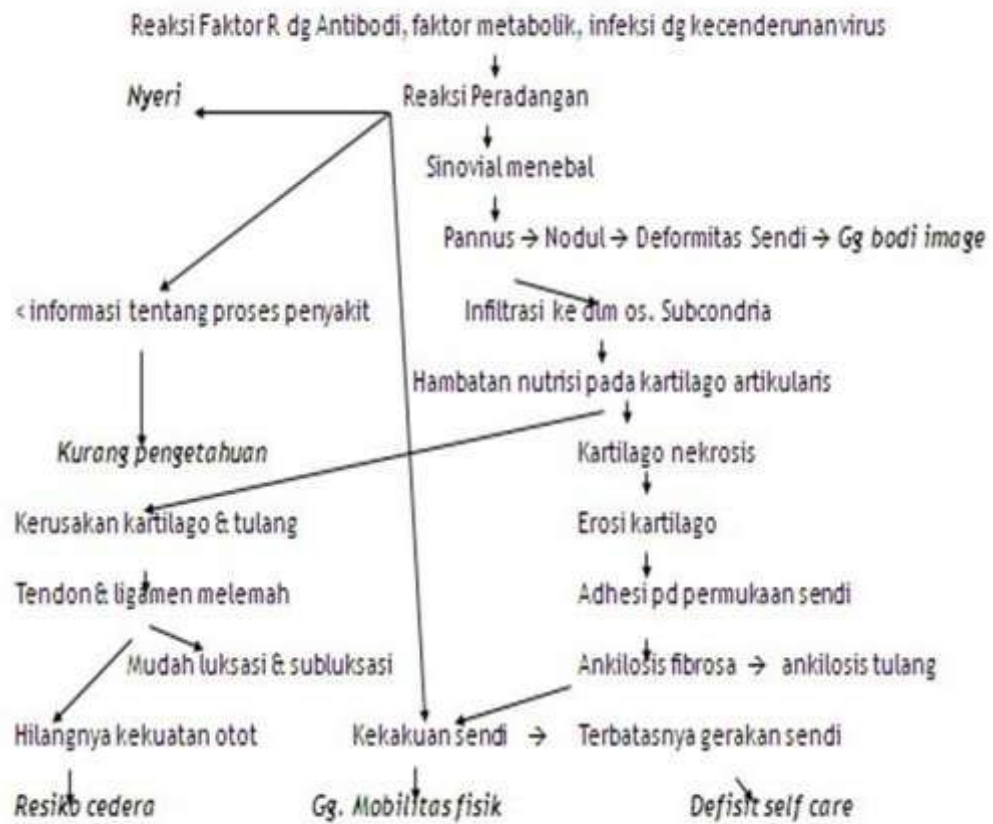 Reaksi Faktor R dg Antibodi, faktor metabolik, infeksi dg kecenderunan virus
Nyeri
Reaksi Peradangan
Sinovial menebal
Pannus → Nodul → Deformitas Sendi → Gg bodi image
< informasi tentang proses penyakit
Infiltrasi ke dlm os. Subcondria
Hambatan nutrisi pada kartilago artikularis
Kurang pengetahuan
Kartilago nekrosis
Kerusakan kartilago & tulang
Erosi kartilago
Tendon & ligamen melemah
Adhesi pd permukaan sendi
Mudah luksasi & subluksasi
Ankilosis fibrosa → ankilosis tulang
Hilangnya kekuatan otot
Kekakuan sendi →
Terbatasnya gerakan sendi
Resiko cedera
Gg. Mobilitas fisik
Defisit self care